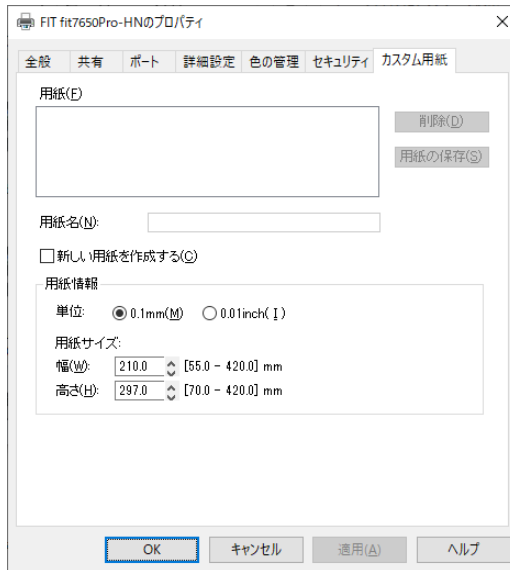 FIT fit7650Pro-HNのプロパティ
全般 共有 ポート 詳細設定 色の管理 セキュリティ カスタム用紙
用紙(F)
削除(D)
用紙の保存(S)
用紙名(N):
新しい用紙を作成する(C)
用紙情報
単位: 0.1mm(M) 0.01inch(I)
用紙サイズ:
幅(W): 210.0 [55.0 - 420.0] mm
高さ(H): 297.0 [70.0 - 420.0] mm
OK キャンセル 適用(A) ヘルプ